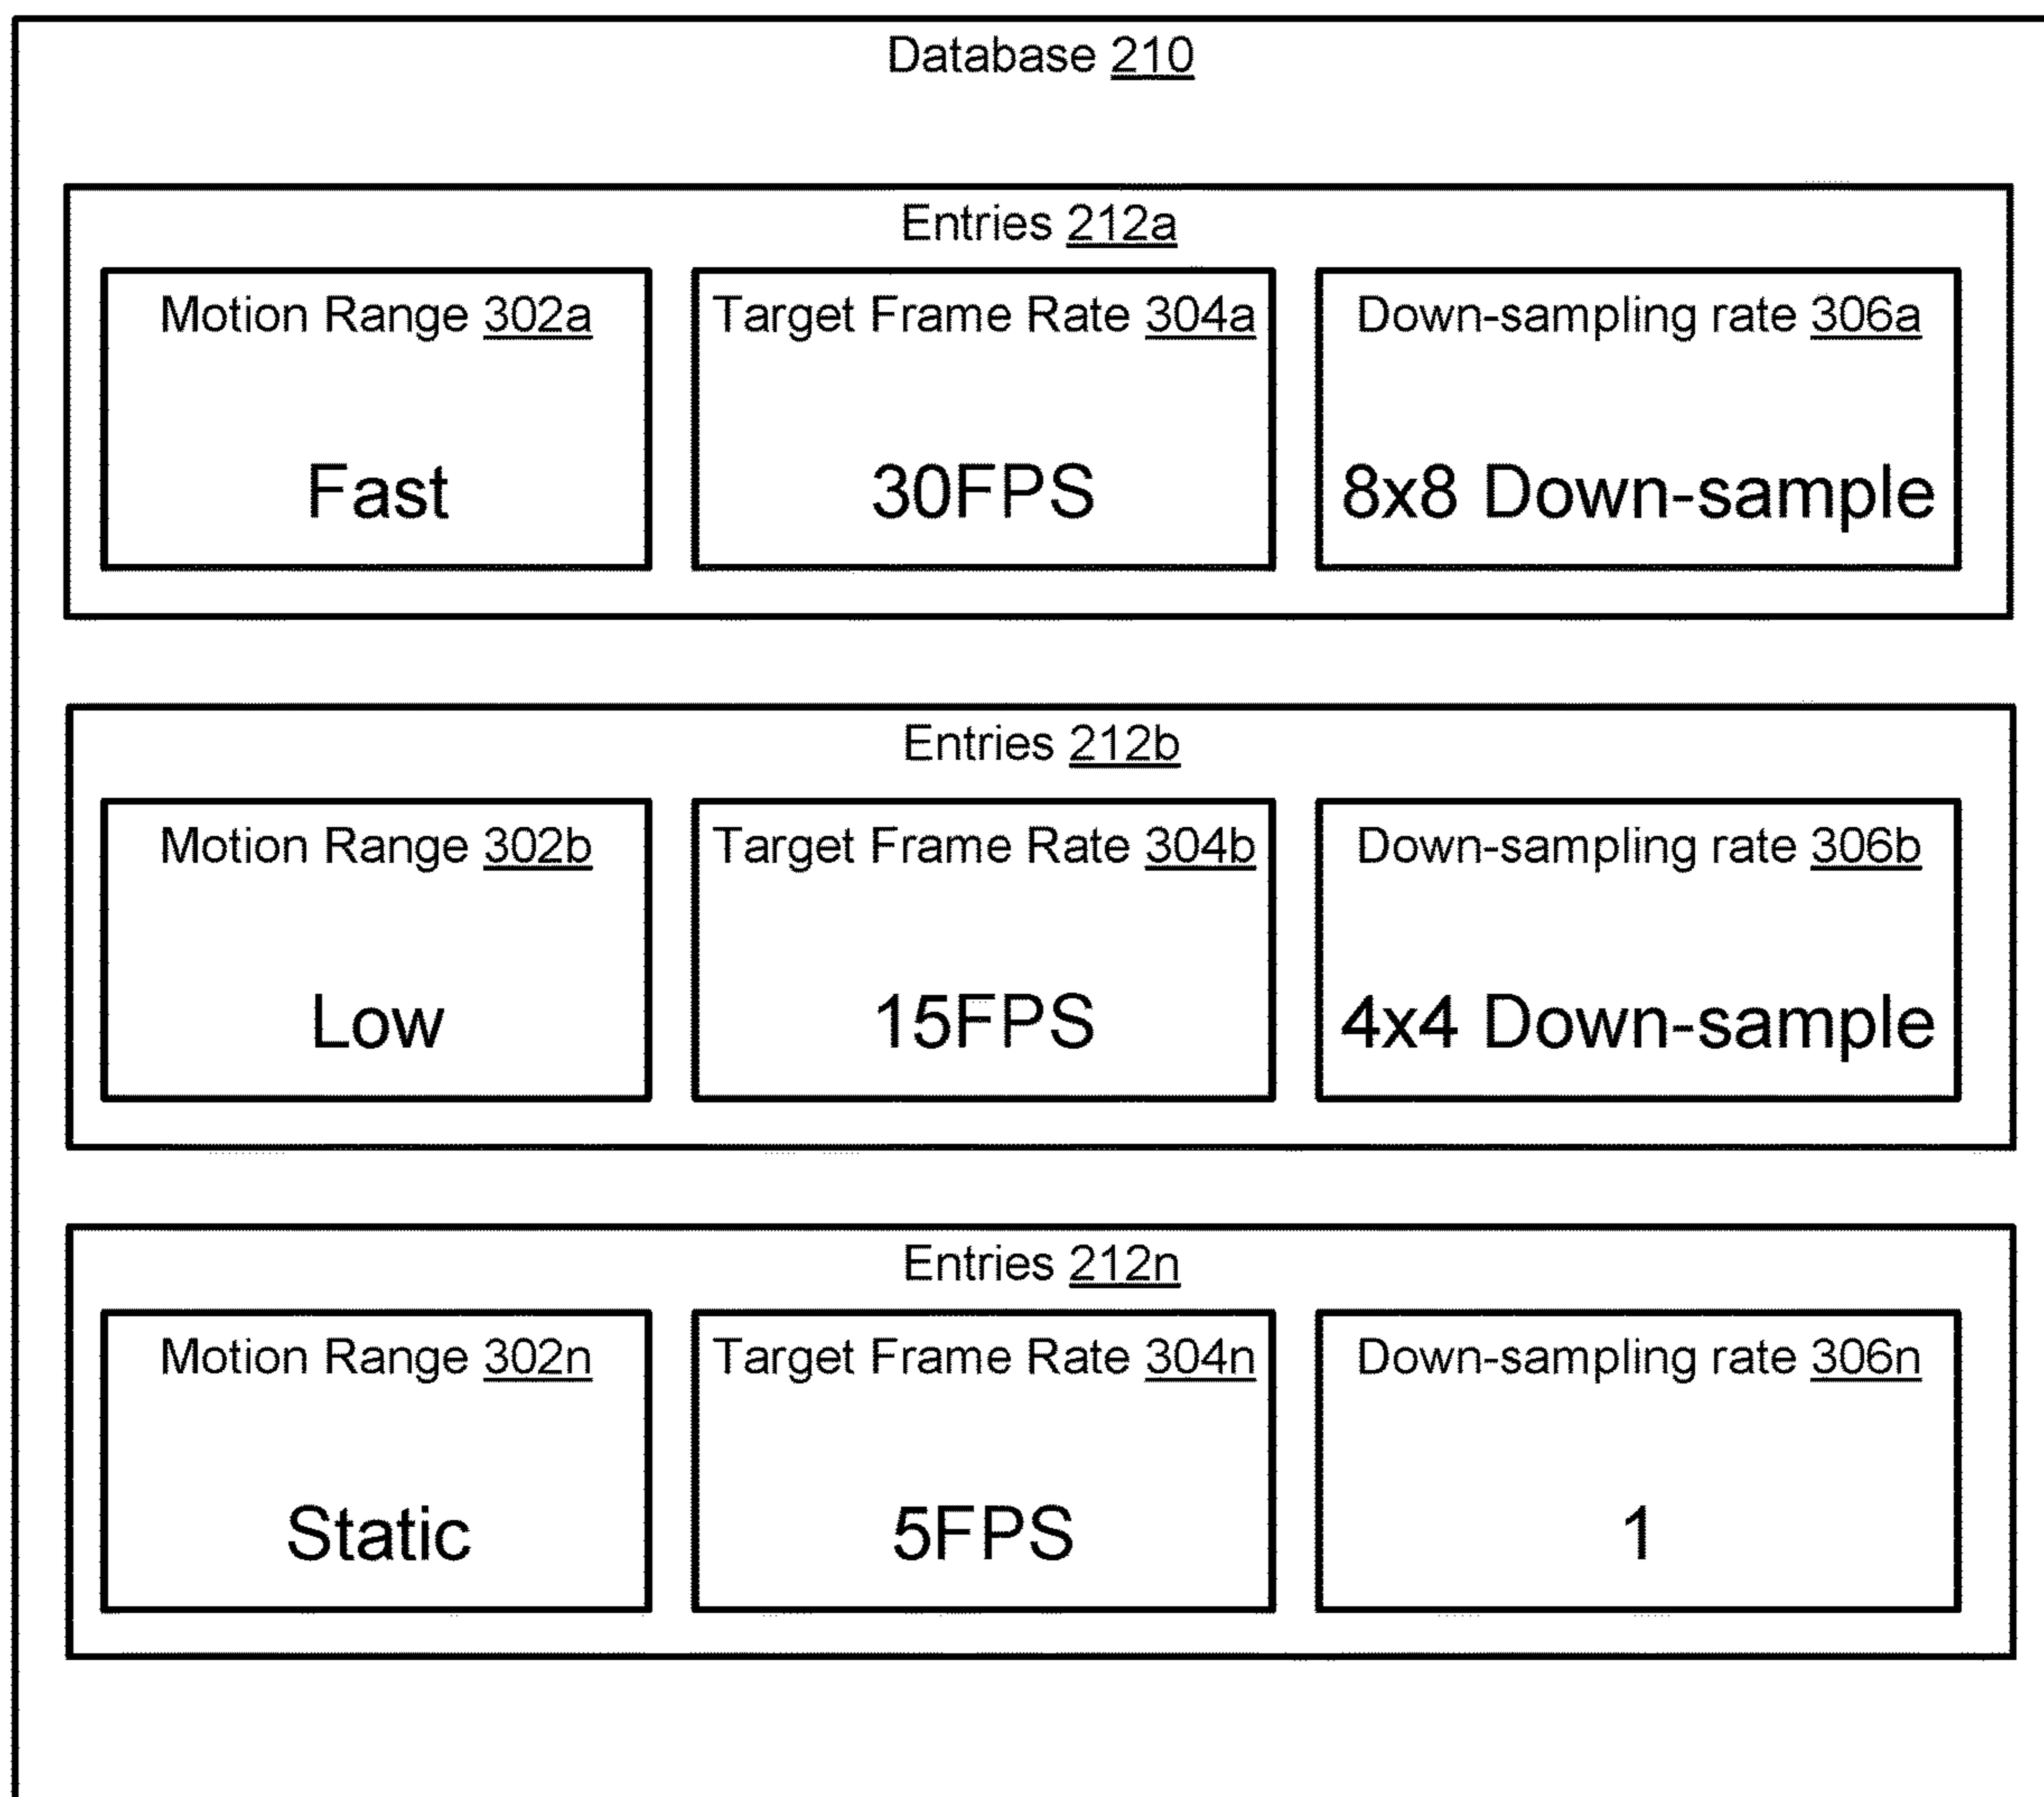 Database 210
Entries 212a
Motion Range 302a
Fast
Target Frame Rate 304a
30FPS
Down-sampling rate 306a
8x8 Down-sample
Entries 212b
Motion Range 302b
Low
Target Frame Rate 304b
15FPS
Down-sampling rate 306b
4x4 Down-sample
Entries 212n
Motion Range 302n
Static
Target Frame Rate 304n
5FPS
Down-sampling rate 306n
1